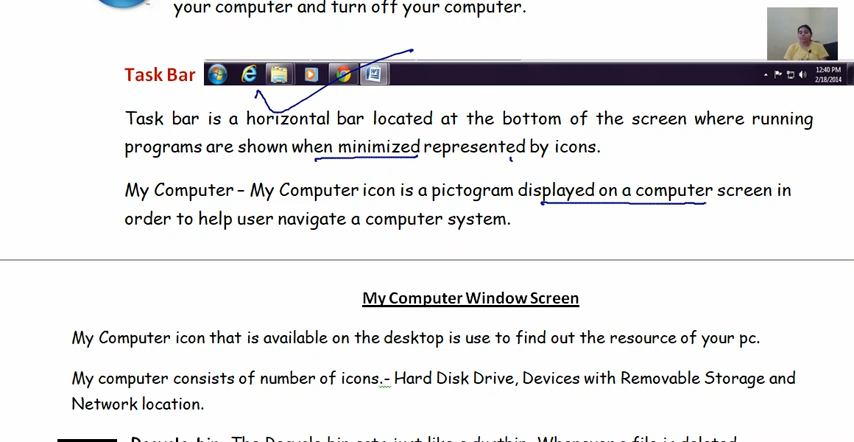 your computer and turn off your computer.
Task Bar
12:40 PM
2/18/2014
Task bar is a horizontal bar located at the bottom of the screen where running
programs are shown when minimized represented by icons.
My Computer – My Computer icon is a pictogram displayed on a computer screen in
order to help user navigate a computer system.
My Computer Window Screen
My Computer icon that is available on the desktop is use to find out the resource of your pc.
My computer consists of number of icons.- Hard Disk Drive, Devices with Removable Storage and
Network location.